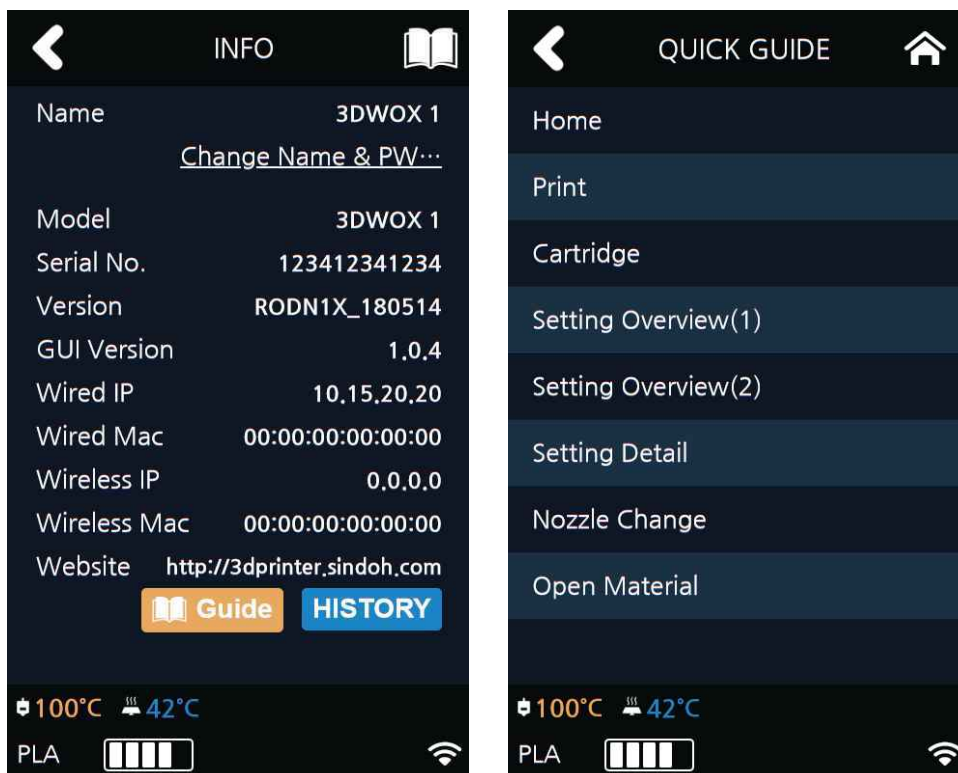 INFO
Name 3DWOX 1
Change Name & PW…
Model 3DWOX 1
Serial No. 123412341234
Version RODN1X_180514
GUI Version 1.0.4
Wired IP 10.15.20.20
Wired Mac 00:00:00:00:00:00
Wireless IP 0.0.0.0
Wireless Mac 00:00:00:00:00:00
Website http://3dprinter.sindoh.com
Guide HISTORY
100°C 42°C
PLA
QUICK GUIDE
Home
Print
Cartridge
Setting Overview(1)
Setting Overview(2)
Setting Detail
Nozzle Change
Open Material
100°C 42°C
PLA